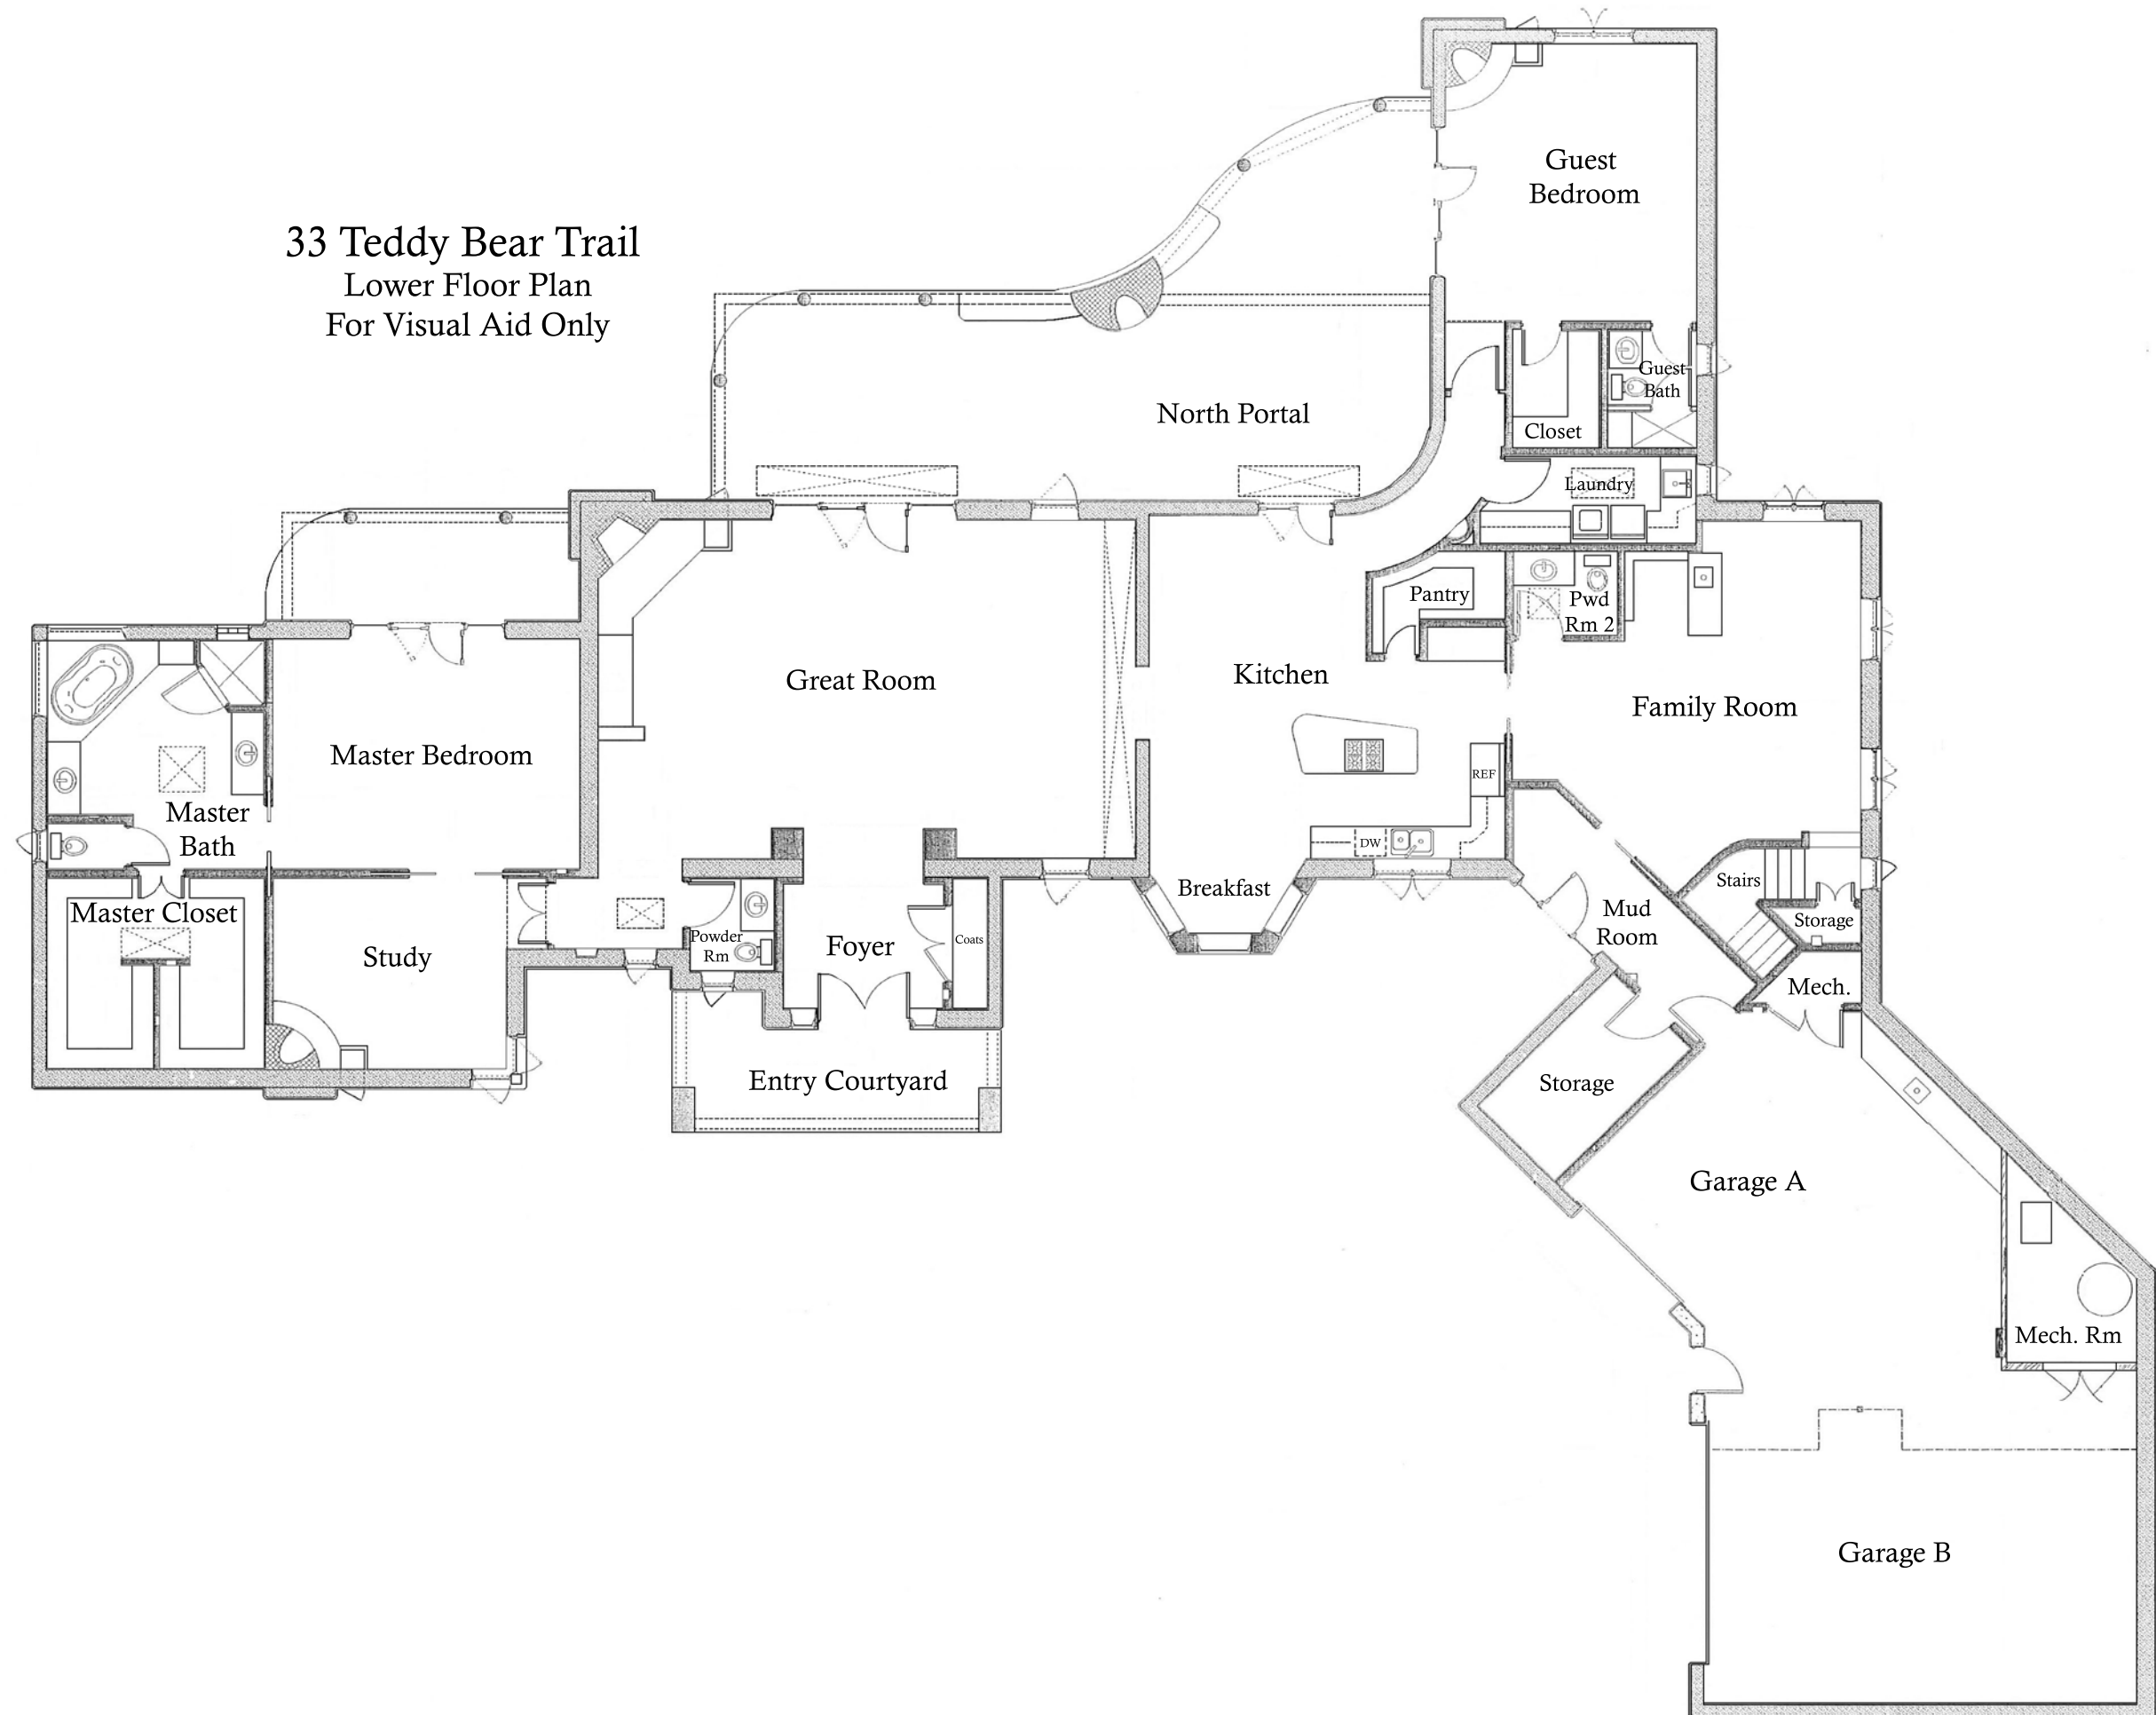 33 Teddy Bear Trail
Lower Floor Plan
For Visual Aid Only
Guest
Bedroom
Guest
Bath
Closet
North Portal
Laundry
Pantry
Pwd
Rm 2
Great Room
Kitchen
Family Room
Master Bedroom
REF
Master
Bath
DW
Breakfast
Stairs
Master Closet
Storage
Mud
Room
Study
Powder
Rm
Foyer
Coats
Mech.
Entry Courtyard
Storage
Garage A
Mech. Rm
Garage B